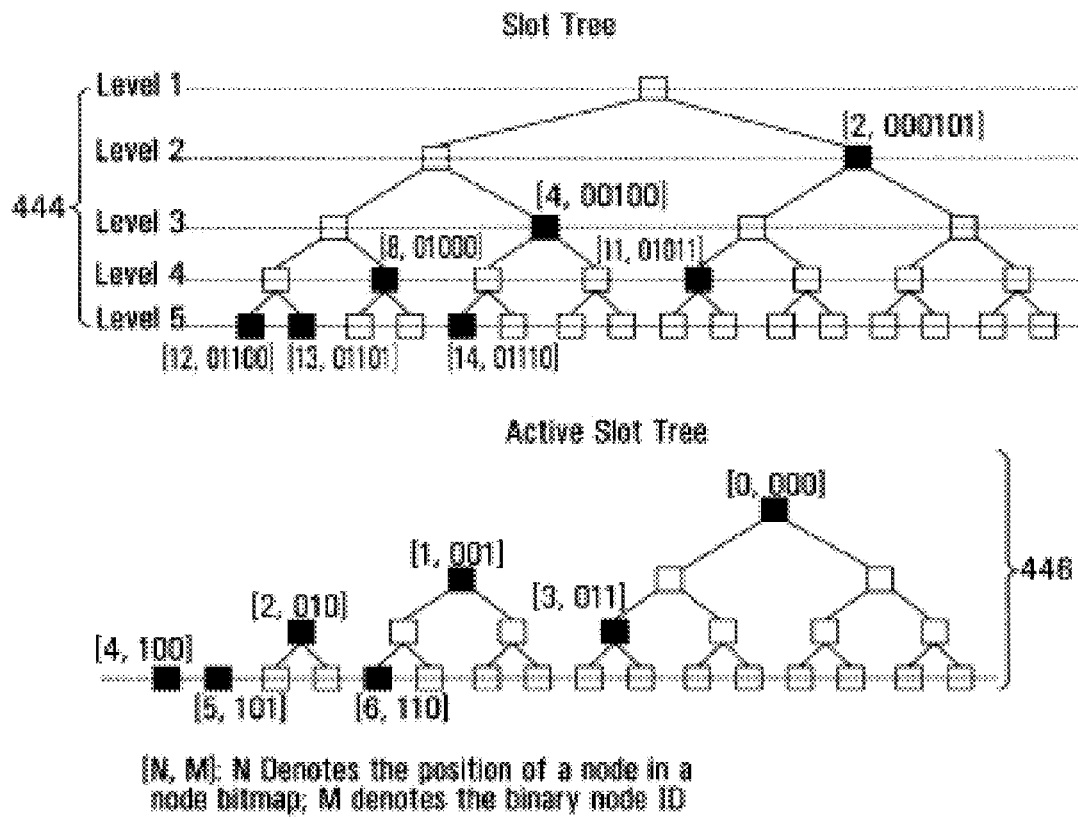 Slot Tree
Level 1
[2, 000101]
Level 2
[4, 00100]
444
Level 3
[8, 01000]
[11, 01011]
Level 4
Level 5
[12, 01100]
[13, 01101]
[14, 01110]
Active Slot Tree
[0, 000]
[1, 001]
446
[3, 011]
[2, 010]
[4, 100]
[5, 101]
[6, 110]
[N, M]: N Denotes the position of a node in a
node bitmap; M denotes the binary node ID